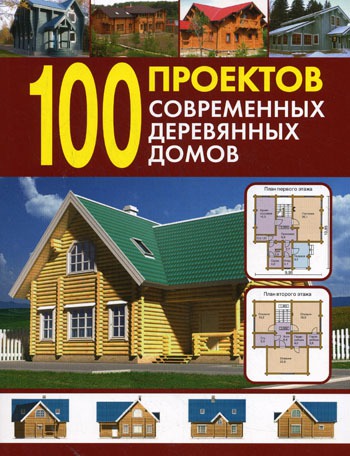 100
ПРОЕКТОВ
СОВРЕМЕННЫХ
ДЕРЕВЯННЫХ
ДОМОВ
План первого этажа
План второго этажа